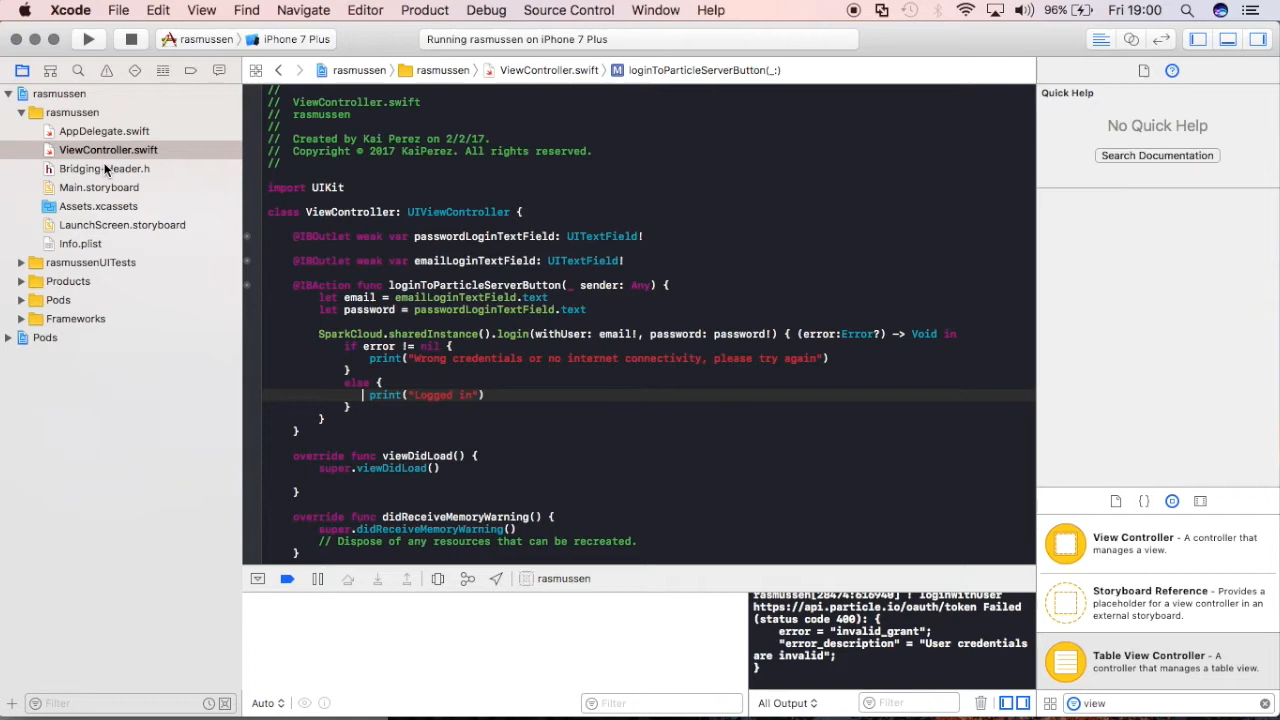 Xcode File Edit View Find Navigate Editor Product Debug Source Control Window Help 96% Fri 19:00
rasmussen iPhone 7 Plus Running rasmussen on iPhone 7 Plus
rasmussen rasmussen ViewController.swift M loginToParticleServerButton(_:)
rasmussen
rasmussen
AppDelegate.swift
ViewController.swift
h Bridging-Header.h
Main.storyboard
Assets.xcassets
LaunchScreen.storyboard
Info.plist
rasmussenUITests
Products
Pods
Frameworks
Pods
Filter
//
// ViewController.swift
// rasmussen
//
// Created by Kai Perez on 2/2/17.
// Copyright © 2017 KaiPerez. All rights reserved.
//
import UIKit
class ViewController: UIViewController {
@IBOutlet weak var passwordLoginTextField: UITextField!
@IBOutlet weak var emailLoginTextField: UITextField!
@IBAction func loginToParticleServerButton(_ sender: Any) {
let email = emailLoginTextField.text
let password = passwordLoginTextField.text
SparkCloud.sharedInstance().login(withUser: email!, password: password!) { (error:Error?) -> Void in
if error != nil {
print("Wrong credentials or no internet connectivity, please try again")
}
else {
print("Logged in")
}
}
}
override func viewDidLoad() {
super.viewDidLoad()
}
override func didReceiveMemoryWarning() {
super.didReceiveMemoryWarning()
// Dispose of any resources that can be recreated.
}
rasmussen
Auto
Filter
rasmussen[28474:616940] ! loginWithUser
https://api.particle.io/oauth/token Failed
(status code 400): {
error = "invalid_grant";
"error_description" = "User credentials
are invalid";
}
All Output
Filter
Quick Help
No Quick Help
Search Documentation
{ }
View Controller - A controller that
manages a view.
Storyboard Reference - Provides a
placeholder for a view controller in an
external storyboard.
Table View Controller - A
controller that manages a table view.
view